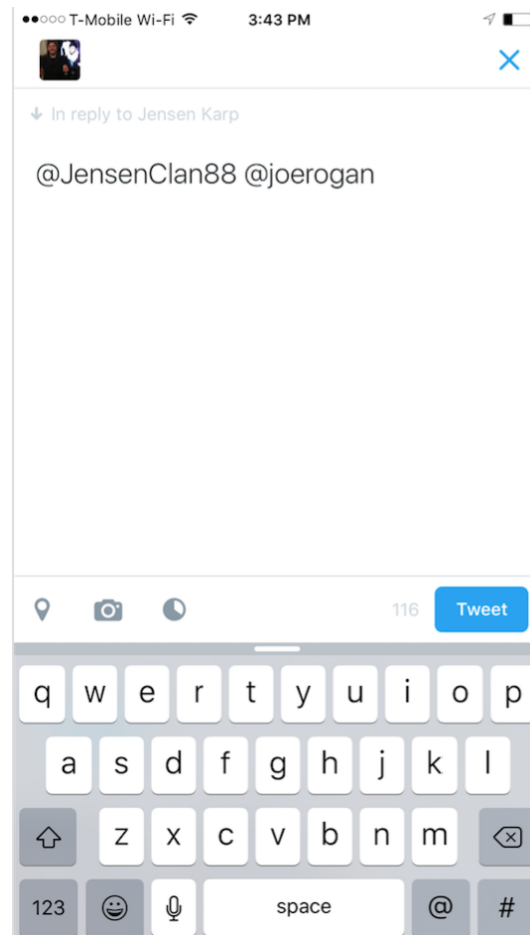 T-Mobile Wi-Fi 3:43 PM
In reply to Jensen Karp
@JensenClan88 @joerogan
116 Tweet
q w e r t y u i o p
a s d f g h j k l
z x c v b n m
123 space @ #